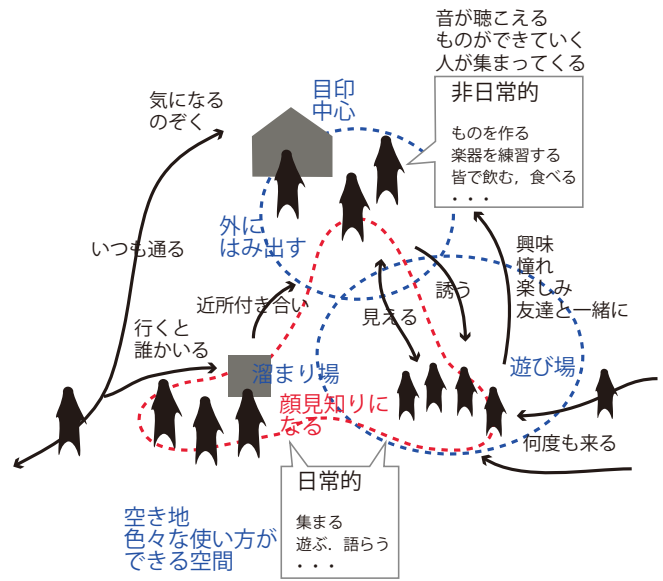 音が聴こえる
ものができていく
人が集まってくる
非日常的
ものを作る
楽器を練習する
皆で飲む，食べる
・・・
目印
中心
気になる
のぞく
外に
はみ出す
いつも通る
興味
憧れ
楽しみ
友達と一緒に
誘う
近所付き合い
見える
行くと
誰かいる
溜まり場
遊び場
顔見知りに
なる
何度も来る
日常的
集まる
遊ぶ．語らう
・・・
空き地
色々な使い方が
できる空間